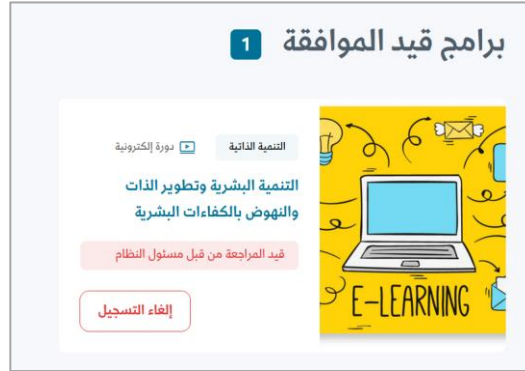 برامج قيد الموافقة 1
التنمية الذاتية
دورة إلكترونية
التنمية البشرية وتطوير الذات
والنهوض بالكفاءات البشرية
قيد المراجعة من قبل مسئول النظام
إلغاء التسجيل
E-LEARNING